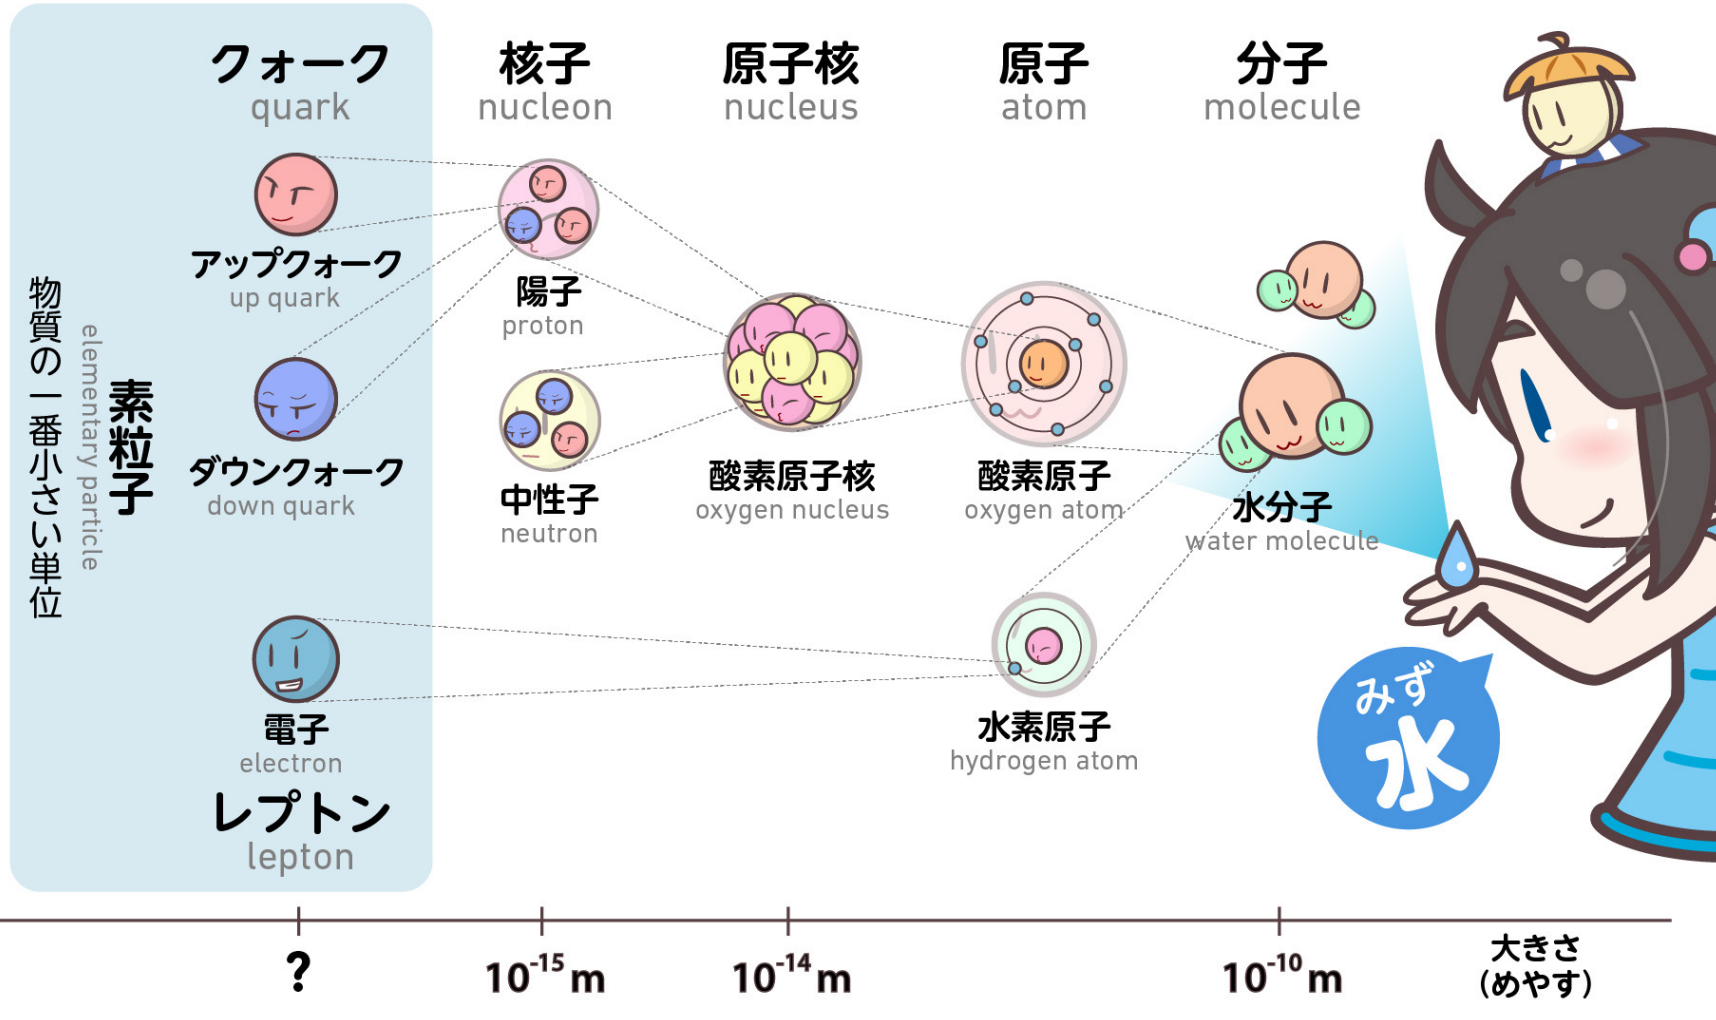 物質の一番小さい単位
elementary particle
素粒子
クォーク
quark
アップクォーク
up quark
ダウンクォーク
down quark
電子
electron
レプトン
lepton
核子
nucleon
陽子
proton
中性子
neutron
原子核
nucleus
酸素原子核
oxygen nucleus
原子
atom
酸素原子
oxygen atom
水素原子
hydrogen atom
分子
molecule
水分子
water molecule
みず
水
?
10⁻¹⁵m
10⁻¹⁴m
10⁻¹⁰m
大きさ
(めやす)